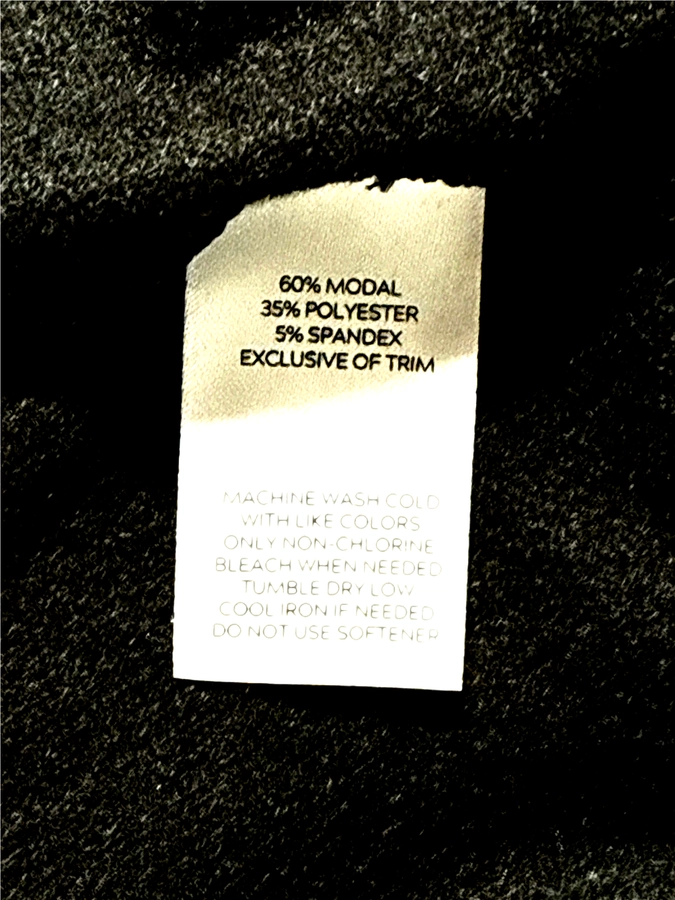 60% MODAL
35% POLYESTER
5% SPANDEX
EXCLUSIVE OF TRIM
MACHINE WASH COLD
WITH LIKE COLORS
ONLY NON-CHLORINE
BLEACH WHEN NEEDED
TUMBLE DRY LOW
COOL IRON IF NEEDED
DO NOT USE SOFTENER